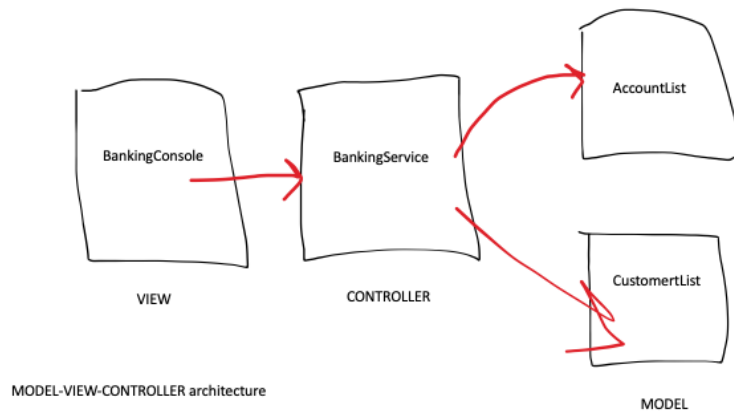 AccountList
BankingConsole
BankingService
CustomertList
VIEW
CONTROLLER
MODEL-VIEW-CONTROLLER architecture
MODEL